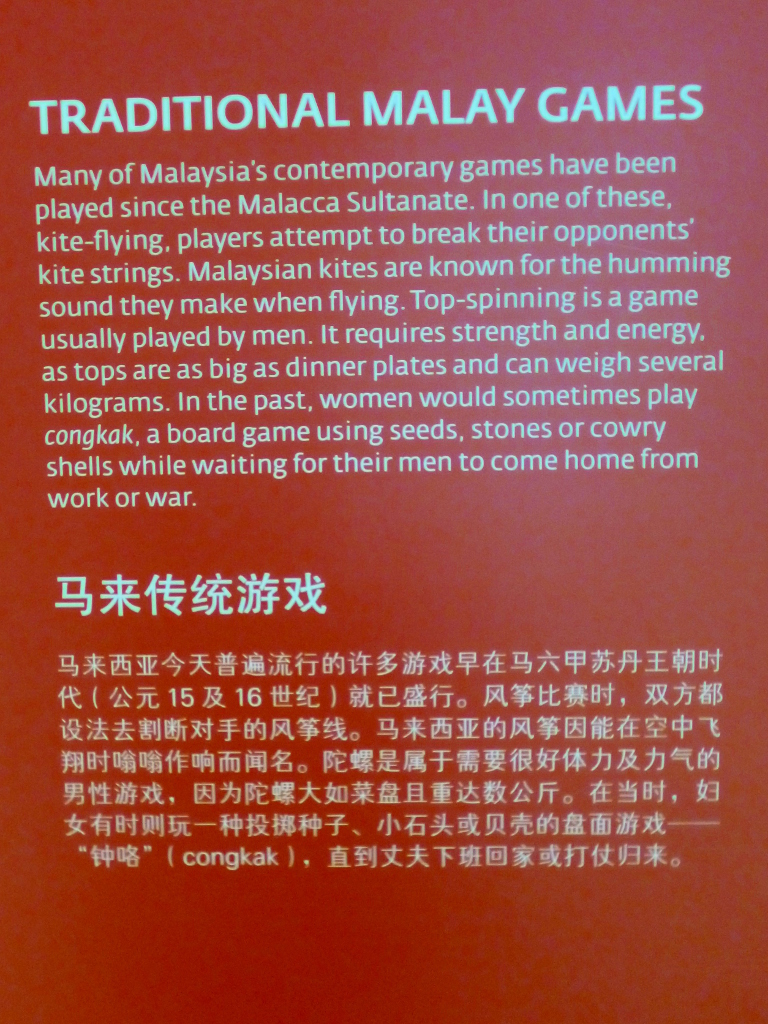 TRADITIONAL MALAY GAMES
Many of Malaysia's contemporary games have been
played since the Malacca Sultanate. In one of these,
kite-flying, players attempt to break their opponents'
kite strings. Malaysian kites are known for the humming
sound they make when flying. Top-spinning is a game
usually played by men. It requires strength and energy,
as tops are as big as dinner plates and can weigh several
kilograms. In the past, women would sometimes play
congkak, a board game using seeds, stones or cowry
shells while waiting for their men to come home from
work or war.
马来传统游戏
马来西亚今天普遍流行的许多游戏早在马六甲苏丹王朝时
代（公元 15 及 16 世纪）就已盛行。风筝比赛时，双方都
设法去割断对手的风筝线。马来西亚的风筝因能在空中飞
翔时嗡嗡作响而闻名。陀螺是属于需要很好体力及力气的
男性游戏，因为陀螺大如菜盘且重达数公斤。在当时，妇
女有时则玩一种投掷种子、小石头或贝壳的盘面游戏——
“钟咯”（congkak），直到丈夫下班回家或打仗归来。